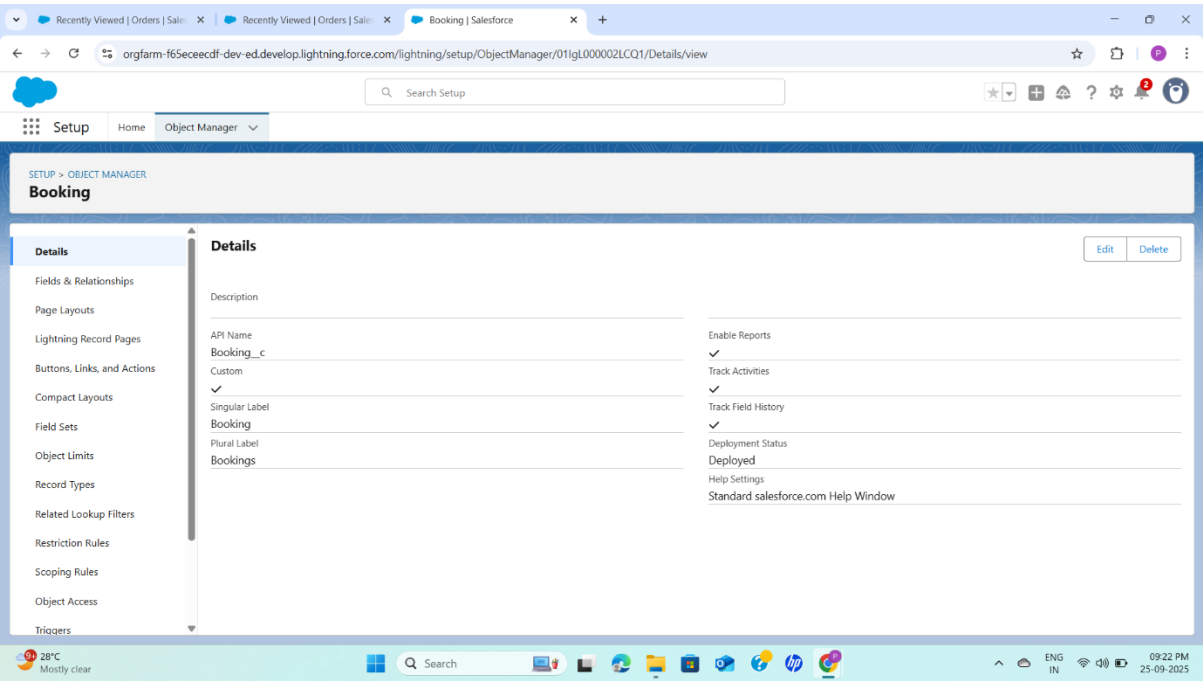 Recently Viewed | Orders | Sales
Recently Viewed | Orders | Sales
Booking | Salesforce
orgfarm-f65eceecdf-dev-ed.develop.lightning.force.com/lightning/setup/ObjectManager/01IgL000002LCQ1/Details/view
P
Search Setup
2
Setup
Home
Object Manager
SETUP > OBJECT MANAGER
Booking
Details
Fields & Relationships
Page Layouts
Lightning Record Pages
Buttons, Links, and Actions
Compact Layouts
Field Sets
Object Limits
Record Types
Related Lookup Filters
Restriction Rules
Scoping Rules
Object Access
Triggers
Details
Edit
Delete
Description
API Name
Booking__c
Custom
Singular Label
Booking
Plural Label
Bookings
Enable Reports
Track Activities
Track Field History
Deployment Status
Deployed
Help Settings
Standard salesforce.com Help Window
9+
28°C
Mostly clear
Search
hp
P
ENG
IN
09:22 PM
25-09-2025